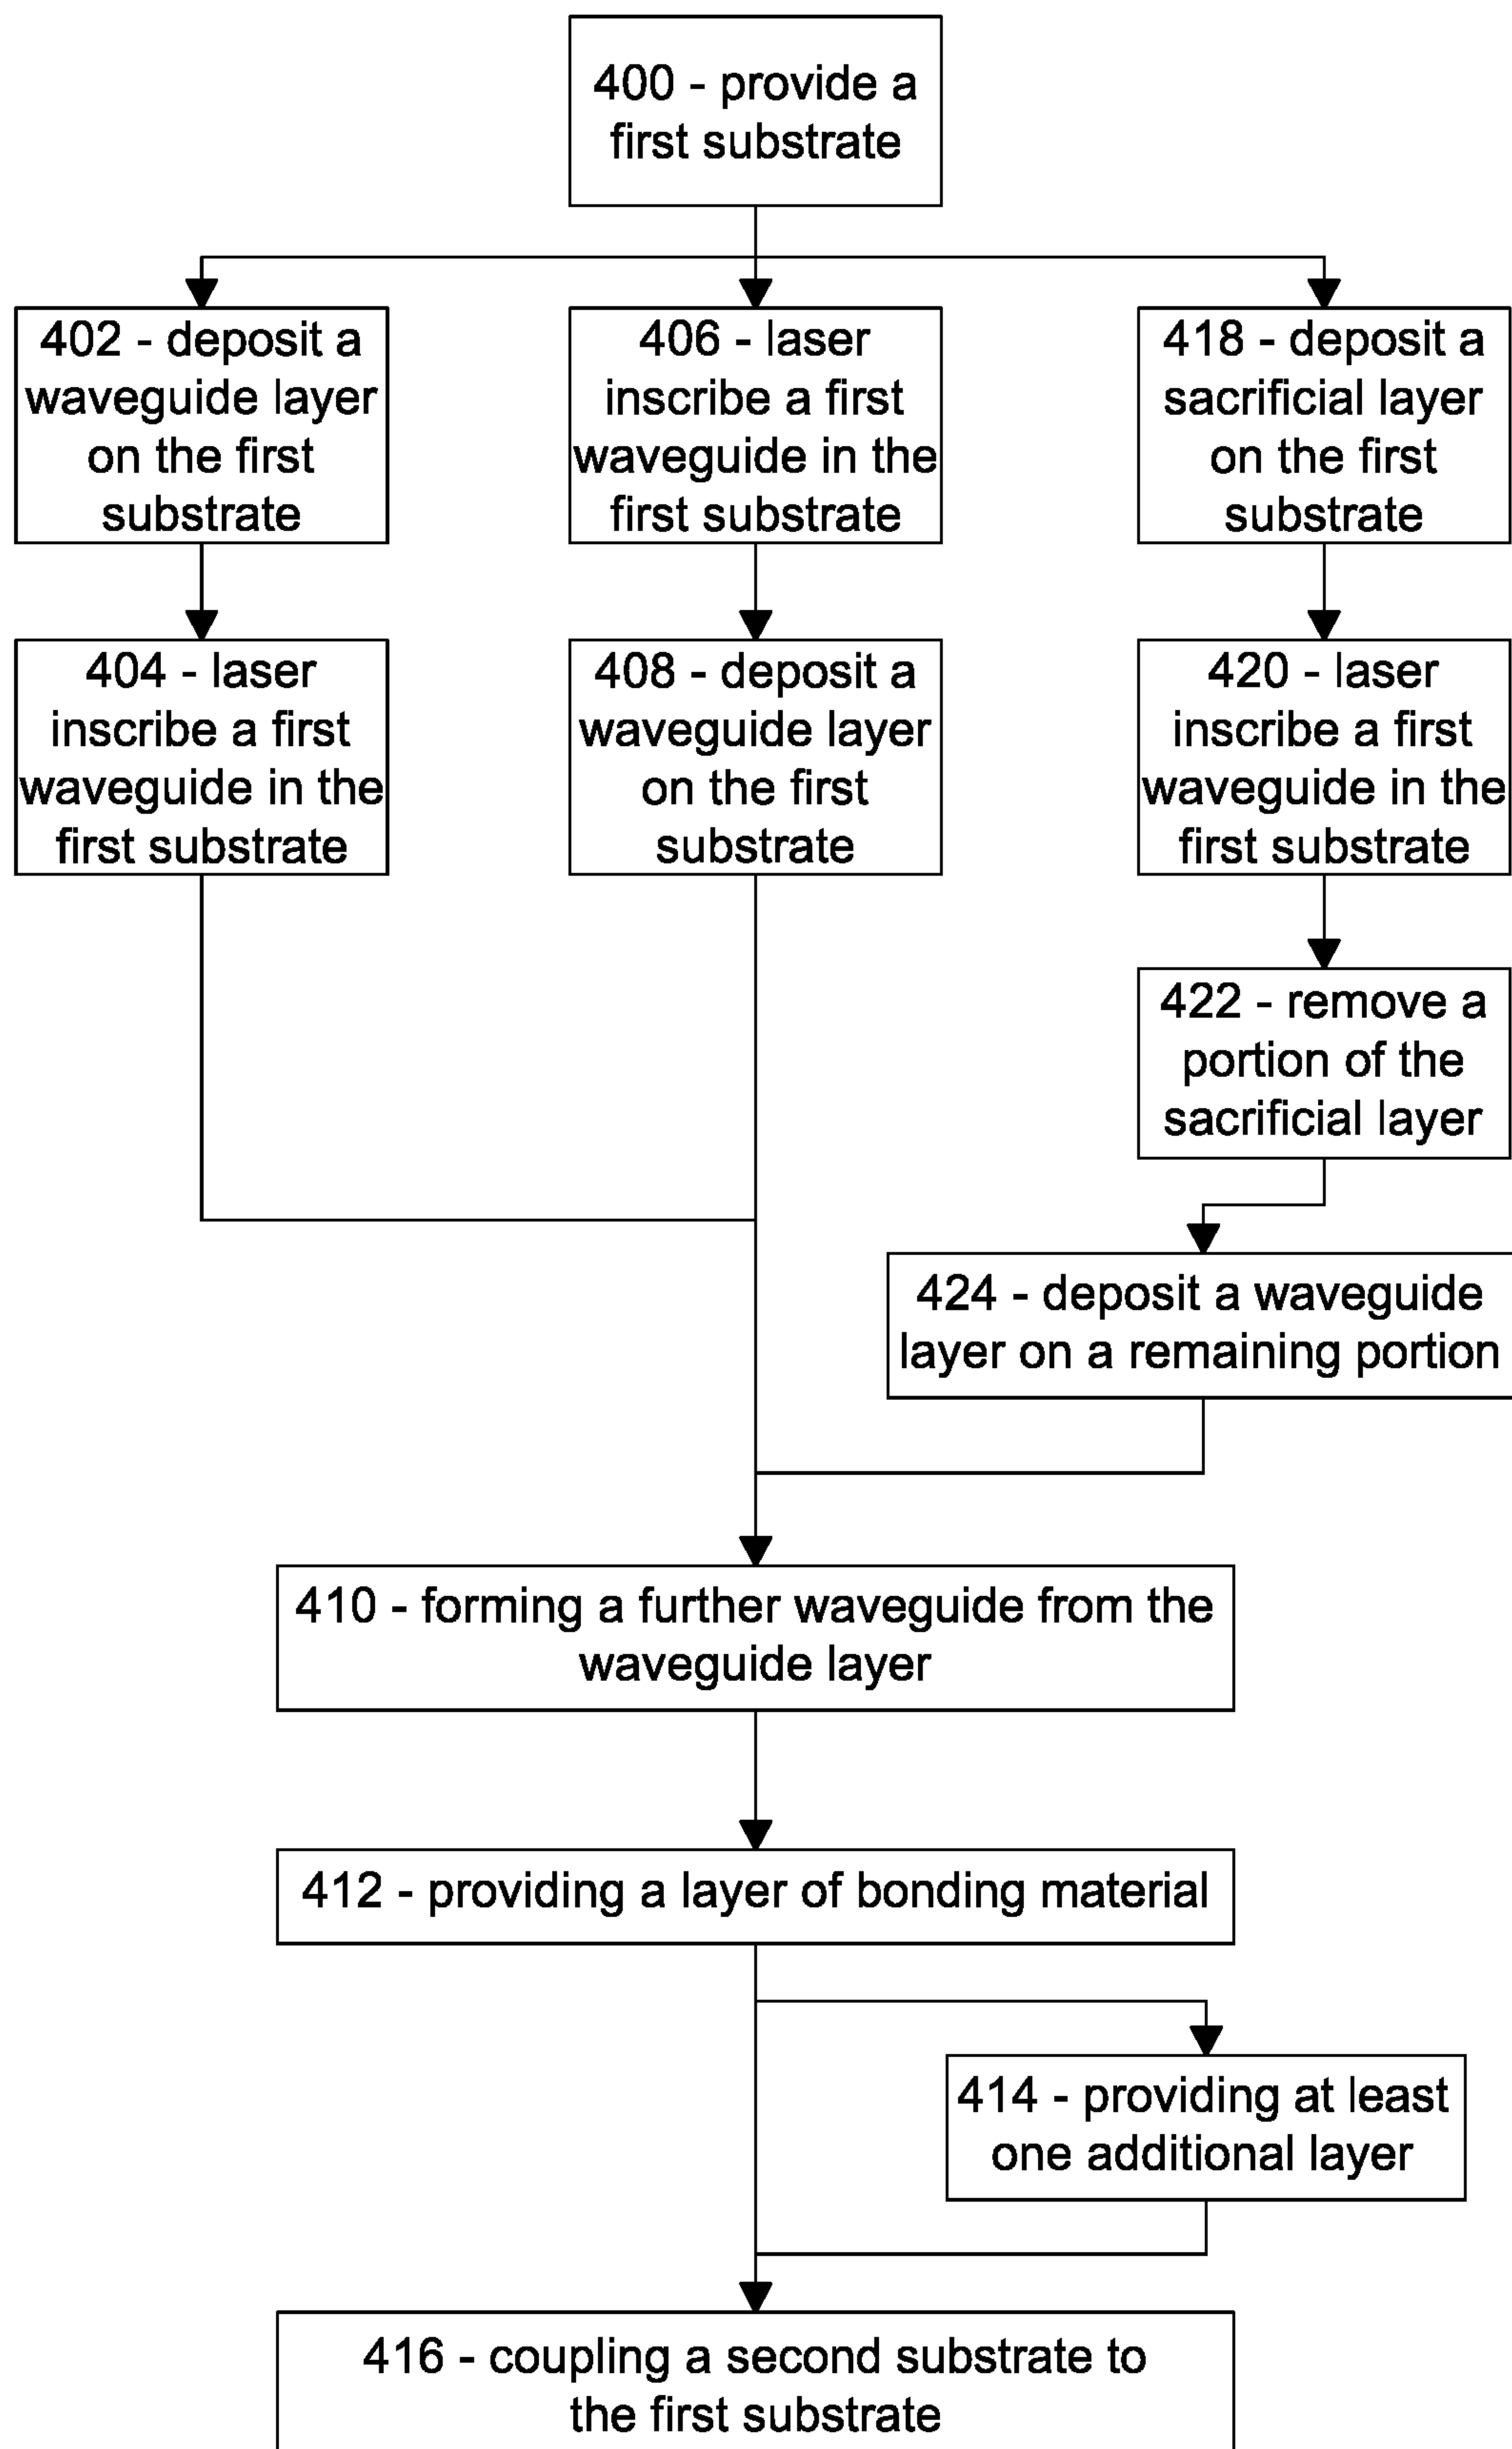 400 - provide a
first substrate
402 - deposit a
waveguide layer
on the first
substrate
406 - laser
inscribe a first
waveguide in the
first substrate
418 - deposit a
sacrificial layer
on the first
substrate
404 - laser
inscribe a first
waveguide in the
first substrate
408 - deposit a
waveguide layer
on the first
substrate
420 - laser
inscribe a first
waveguide in the
first substrate
422 - remove a
portion of the
sacrificial layer
424 - deposit a waveguide
layer on a remaining portion
410 - forming a further waveguide from the
waveguide layer
412 - providing a layer of bonding material
414 - providing at least
one additional layer
416 - coupling a second substrate to
the first substrate